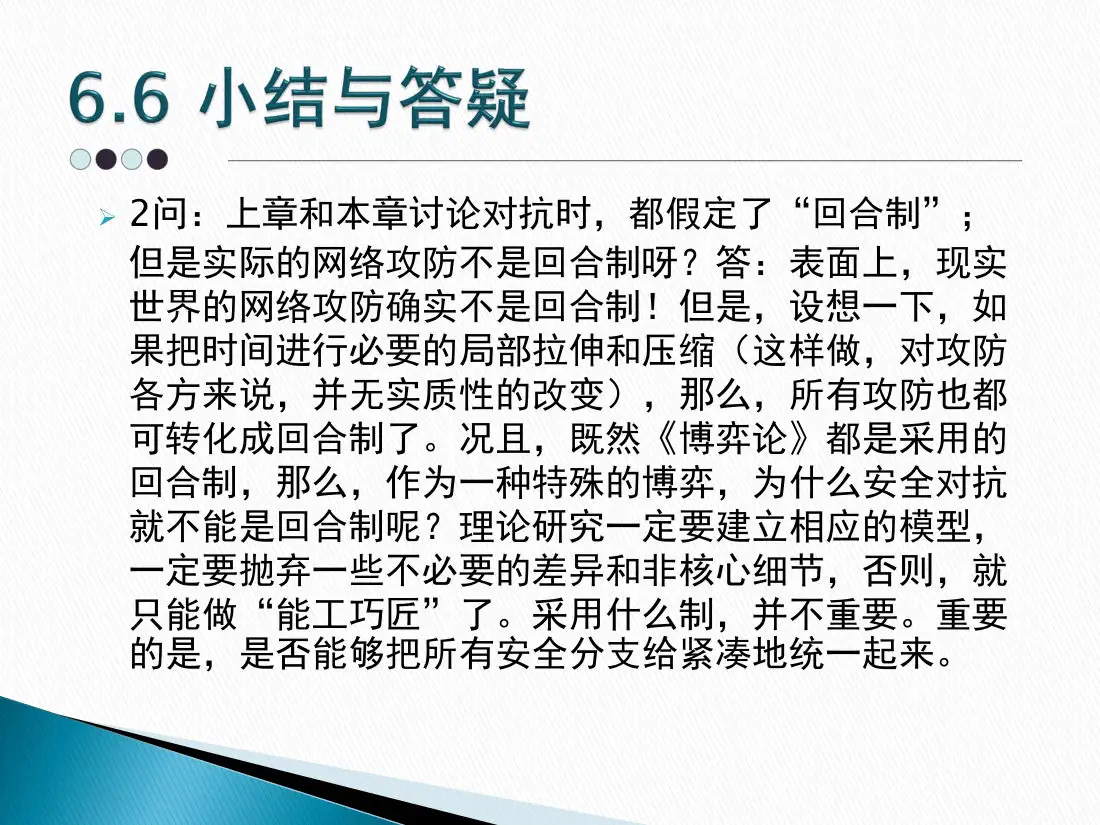 6.6 小结与答疑
2问：上章和本章讨论对抗时，都假定了“回合制”；
但是实际的网络攻防不是回合制呀？答：表面上，现实
世界的网络攻防确实不是回合制！但是，设想一下，如
果把时间进行必要的局部拉伸和压缩（这样做，对攻防
各方来说，并无实质性的改变），那么，所有攻防也都
可转化成回合制了。况且，既然《博弈论》都是采用的
回合制，那么，作为一种特殊的博弈，为什么安全对抗
就不能是回合制呢？理论研究一定要建立相应的模型，
一定要抛弃一些不必要的差异和非核心细节，否则，就
只能做“能工巧匠”了。采用什么制，并不重要。重要
的是，是否能够把所有安全分支给紧凑地统一起来。